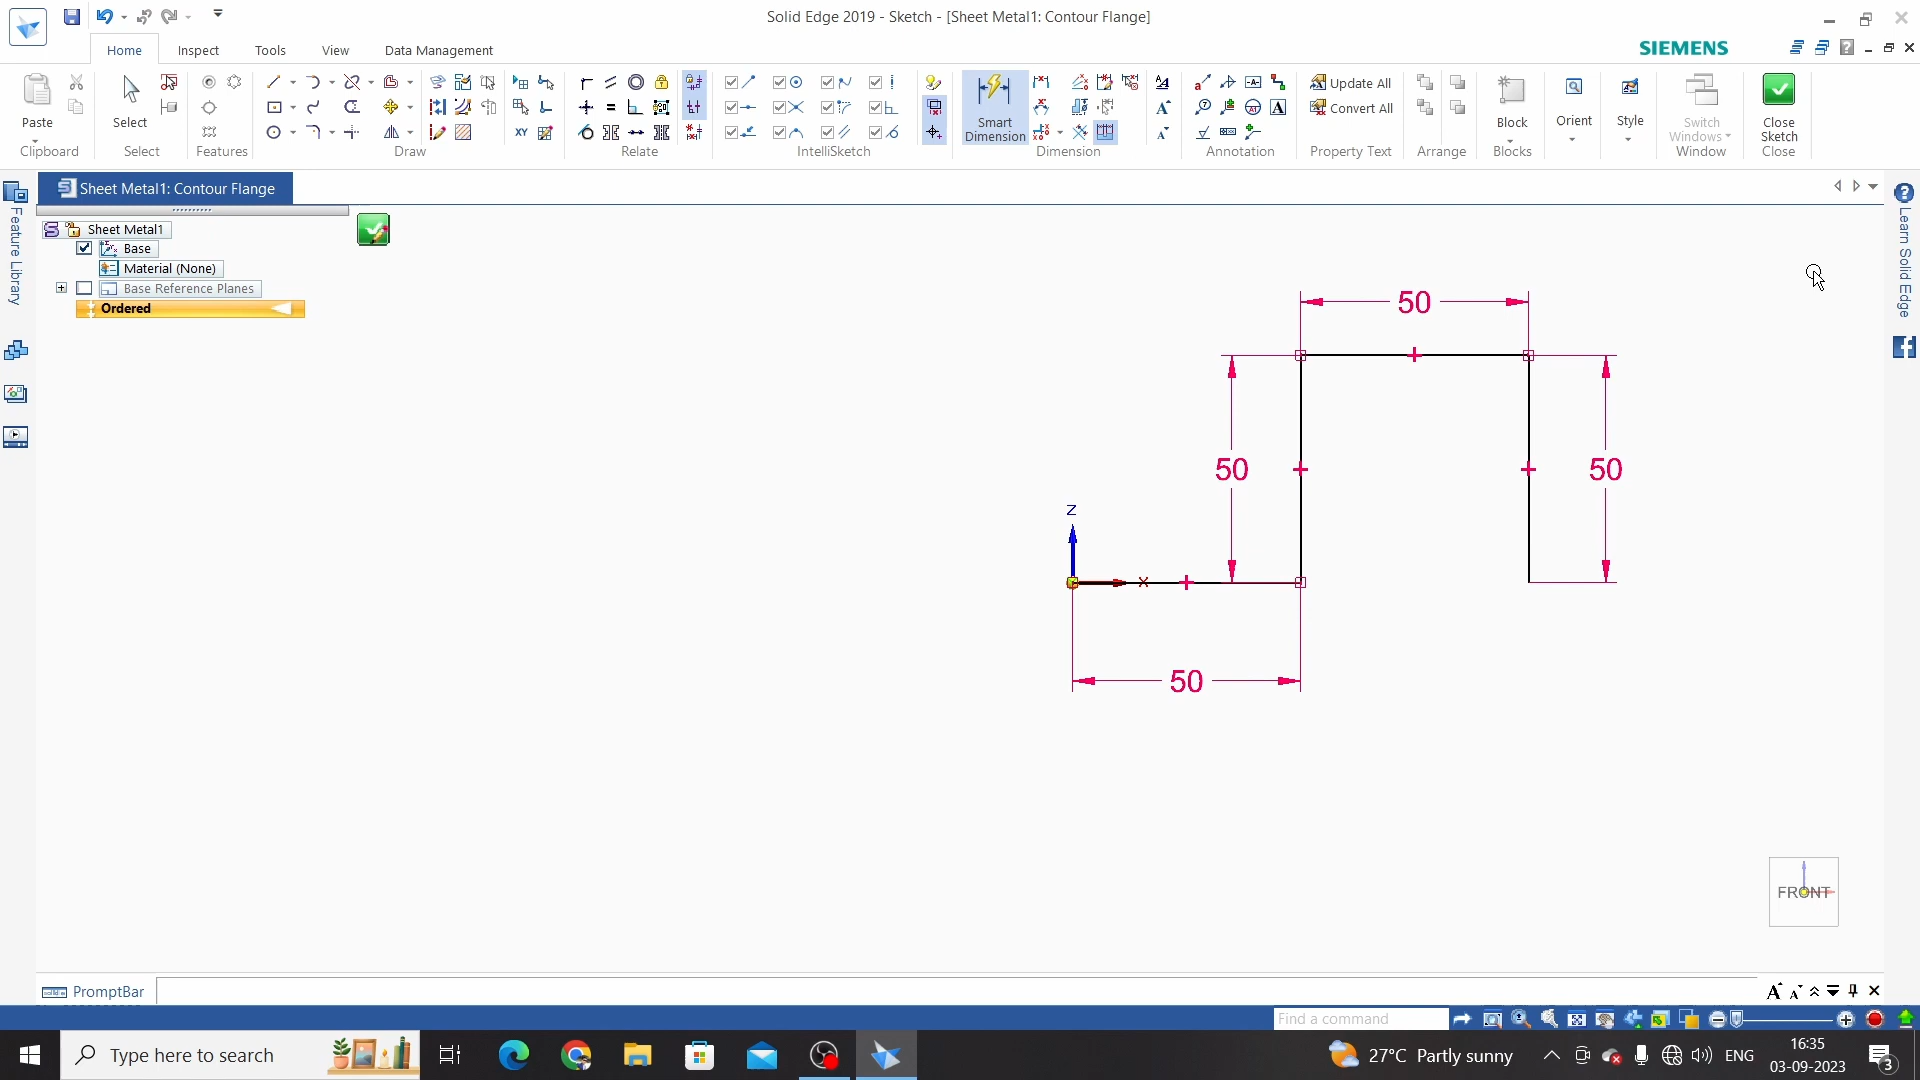 Solid Edge 2019 - Sketch - [Sheet Metal1: Contour Flange]
Home Inspect Tools View Data Management SIEMENS
Paste Select XY Smart Dimension Update All Convert All Block Orient Style Switch Windows Close Sketch
Clipboard Select Features Draw Relate IntelliSketch Dimension Annotation Property Text Arrange Blocks Window Close
Sheet Metal1: Contour Flange
Feature Library
Learn Solid Edge
Sheet Metal1
Base
Material (None)
Base Reference Planes
Ordered
50
50
50
Z
X
50
FRONT
PromptBar
Find a command
Type here to search
27°C Partly sunny
ENG
16:35
03-09-2023
3